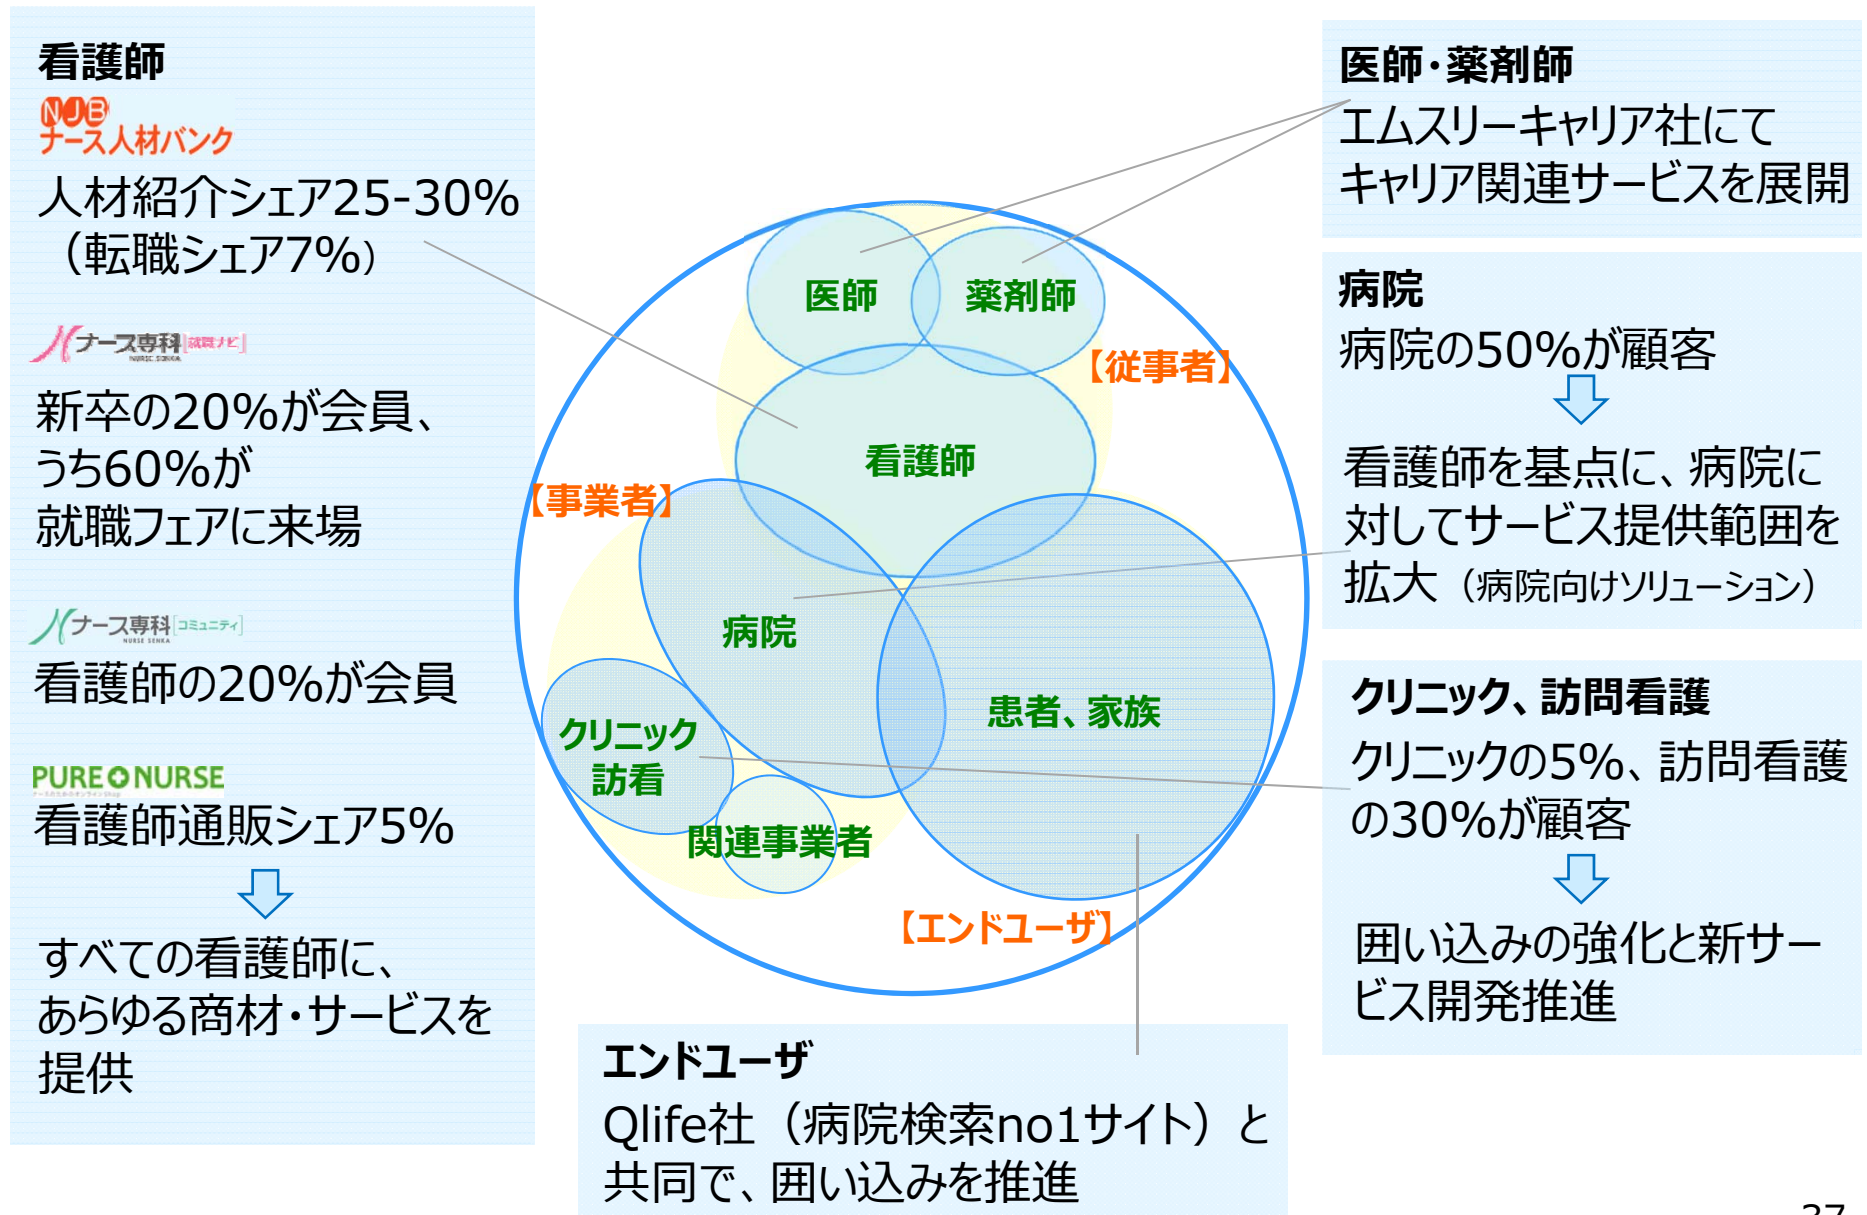 看護師
NJB
ナース人材バンク
人材紹介シェア25-30%
（転職シェア7%）
ナース専科[就職ナビ]
NURSE SENKA
新卒の20%が会員、
うち60%が
就職フェアに来場
ナース専科[コミュニティ]
NURSE SENKA
看護師の20%が会員
PURE NURSE
看護師通販シェア5%
すべての看護師に、
あらゆる商材・サービスを
提供
医師
薬剤師
【従事者】
看護師
【事業者】
病院
患者、家族
クリニック
訪看
関連事業者
【エンドユーザ】
エンドユーザ
Qlife社（病院検索no1サイト）と
共同で、囲い込みを推進
医師・薬剤師
エムスリーキャリア社にて
キャリア関連サービスを展開
病院
病院の50%が顧客
看護師を基点に、病院に
対してサービス提供範囲を
拡大（病院向けソリューション）
クリニック、訪問看護
クリニックの5%、訪問看護
の30%が顧客
囲い込みの強化と新サー
ビス開発推進
37